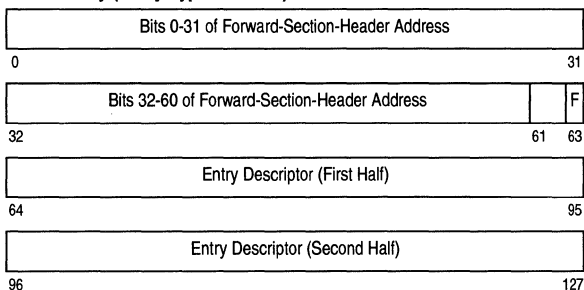 Bits 0-31 of Forward-Section-Header Address
0 31
Bits 32-60 of Forward-Section-Header Address F
32 61 63
Entry Descriptor (First Half)
64 95
Entry Descriptor (Second Half)
96 127